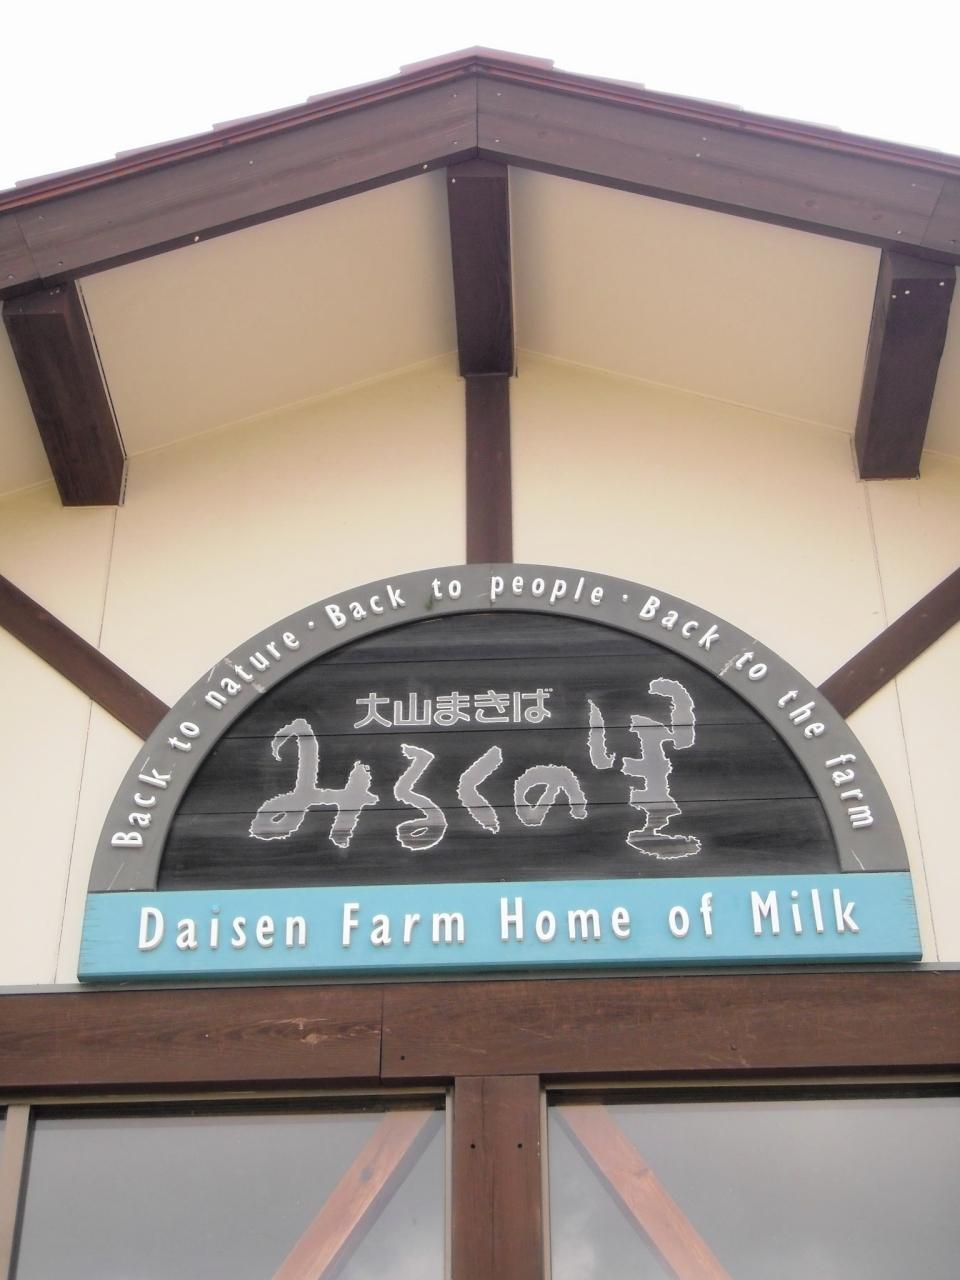 Back to nature・Back to people・Back to the farm
大山まきば
みるくの里
Daisen Farm Home of Milk